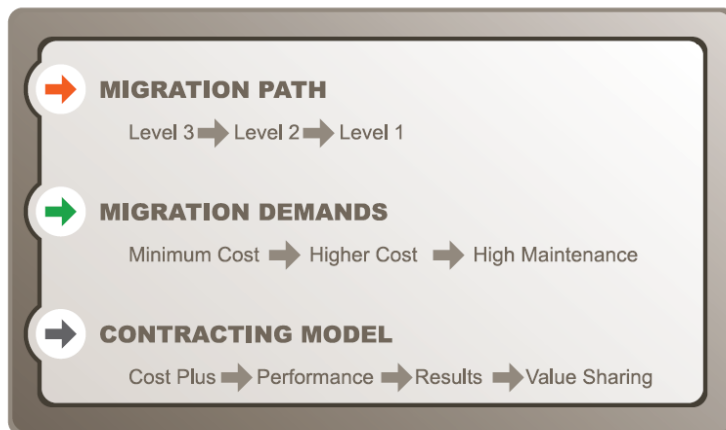 MIGRATION PATH
Level 3 Level 2 Level 1
MIGRATION DEMANDS
Minimum Cost Higher Cost High Maintenance
CONTRACTING MODEL
Cost Plus Performance Results Value Sharing